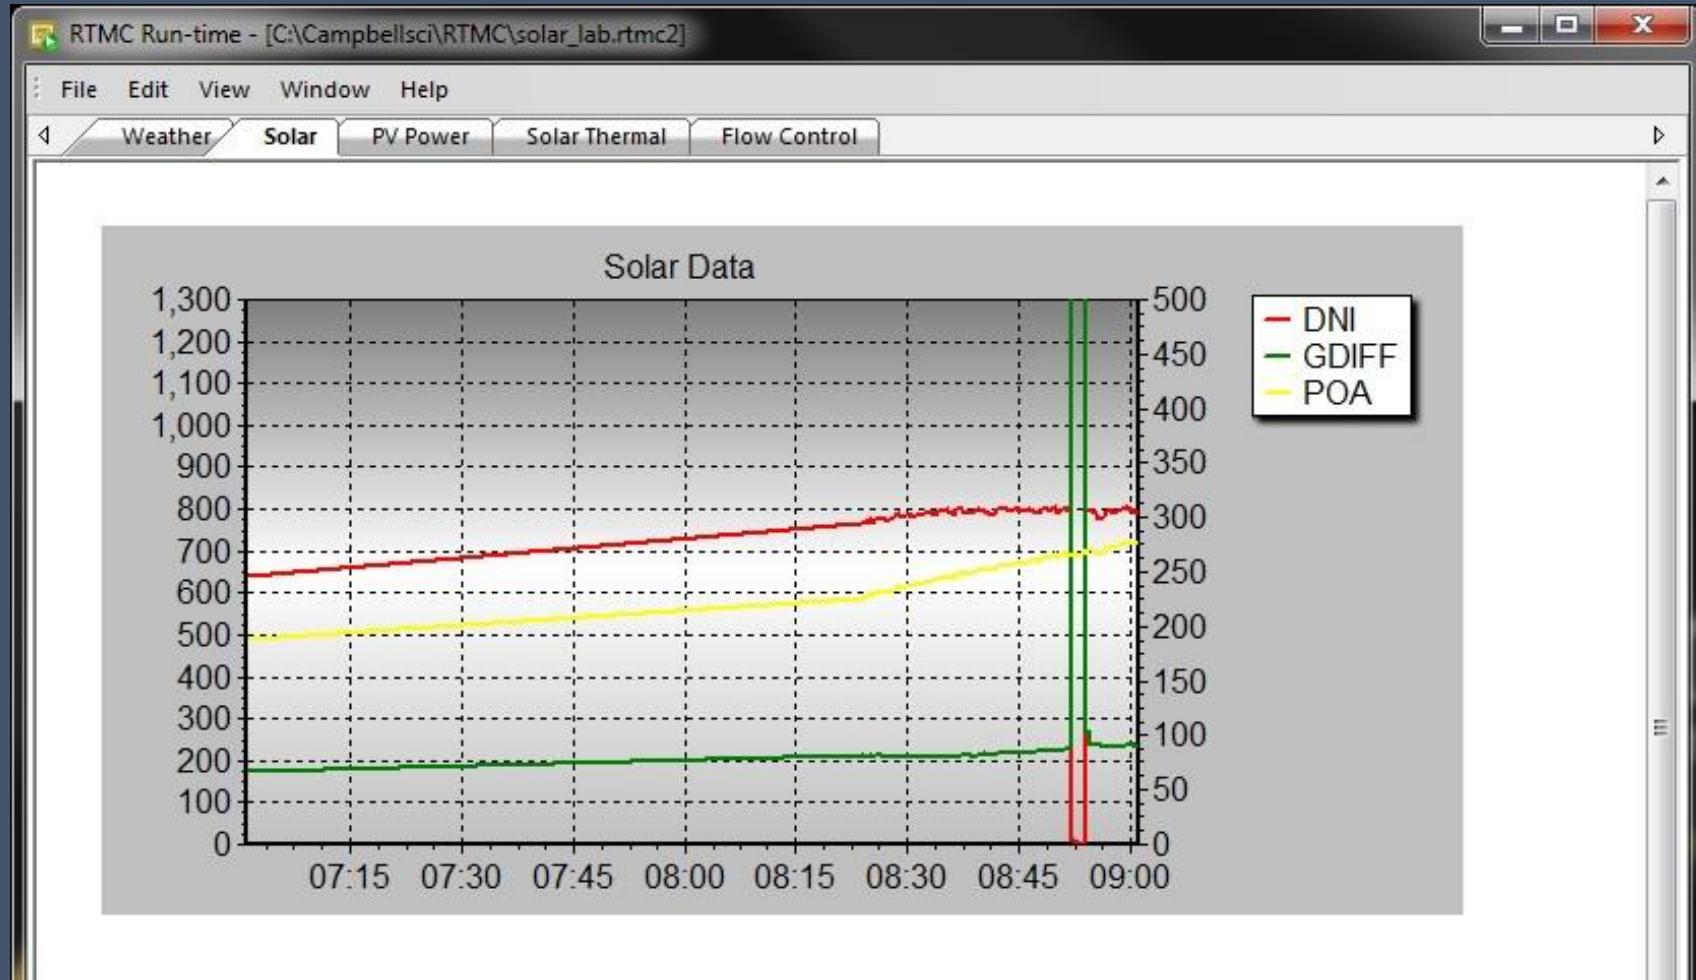 RTMC Run-time - [C:\Campbellsci\RTMC\solar_lab.rtmc2]
File Edit View Window Help
Weather Solar PV Power Solar Thermal Flow Control
Solar Data
1,300 500
1,200
1,100 450
1,000 400
900 350
800 300
700 250
600
500 200
400 150
300 100
200
100 50
0 0
07:15 07:30 07:45 08:00 08:15 08:30 08:45 09:00
DNI
GDIFF
POA